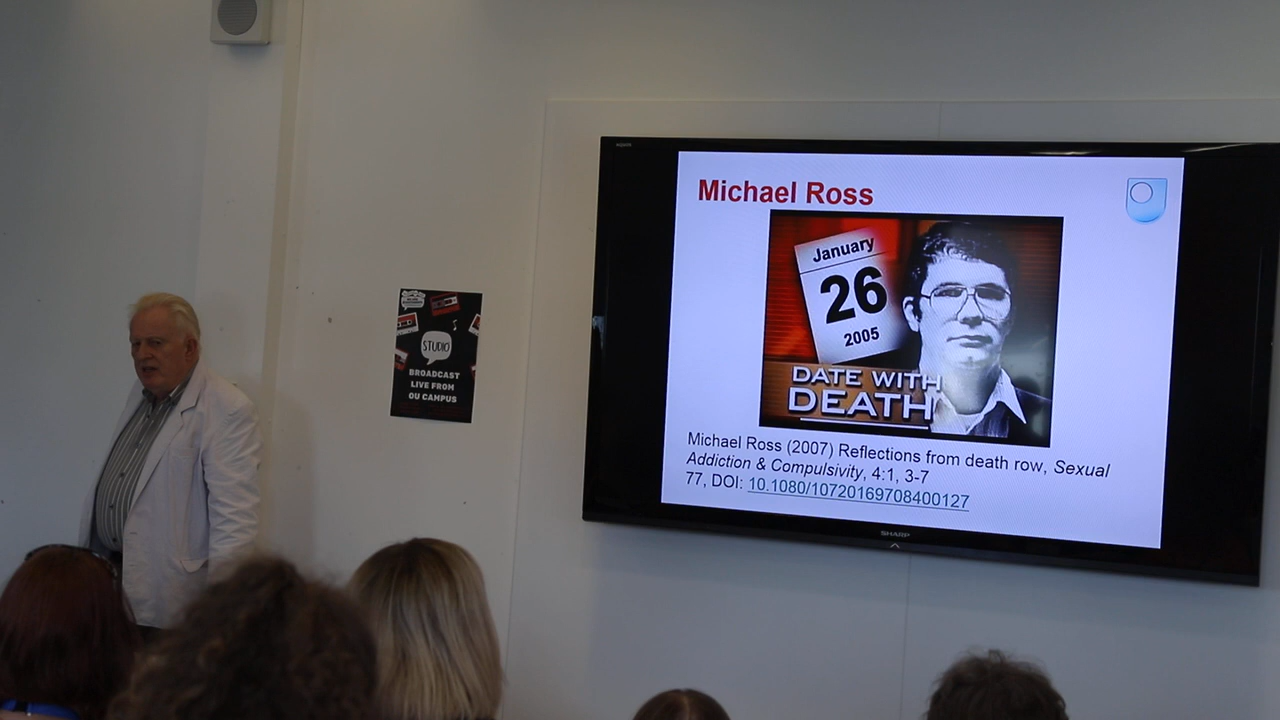 Michael Ross
January
26
2005
DATE WITH
DEATH
Michael Ross (2007) Reflections from death row, Sexual
Addiction & Compulsivity, 4:1, 3-7
77, DOI: 10.1080/10720169708400127
SHARP
STUDIO
BROADCAST
LIVE FROM
OU CAMPUS